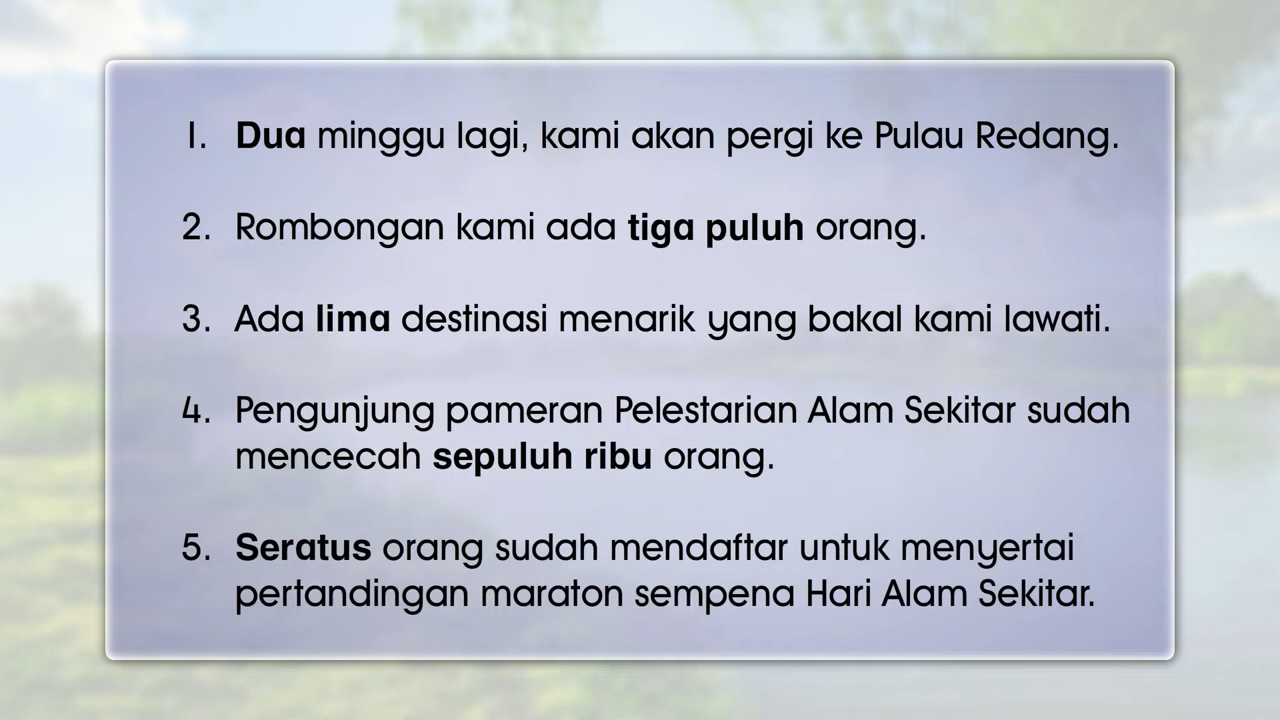 1. Dua minggu lagi, kami akan pergi ke Pulau Redang.
2. Rombongan kami ada tiga puluh orang.
3. Ada lima destinasi menarik yang bakal kami lawati.
4. Pengunjung pameran Pelestarian Alam Sekitar sudah
mencecah sepuluh ribu orang.
5. Seratus orang sudah mendaftar untuk menyertai
pertandingan maraton sempena Hari Alam Sekitar.